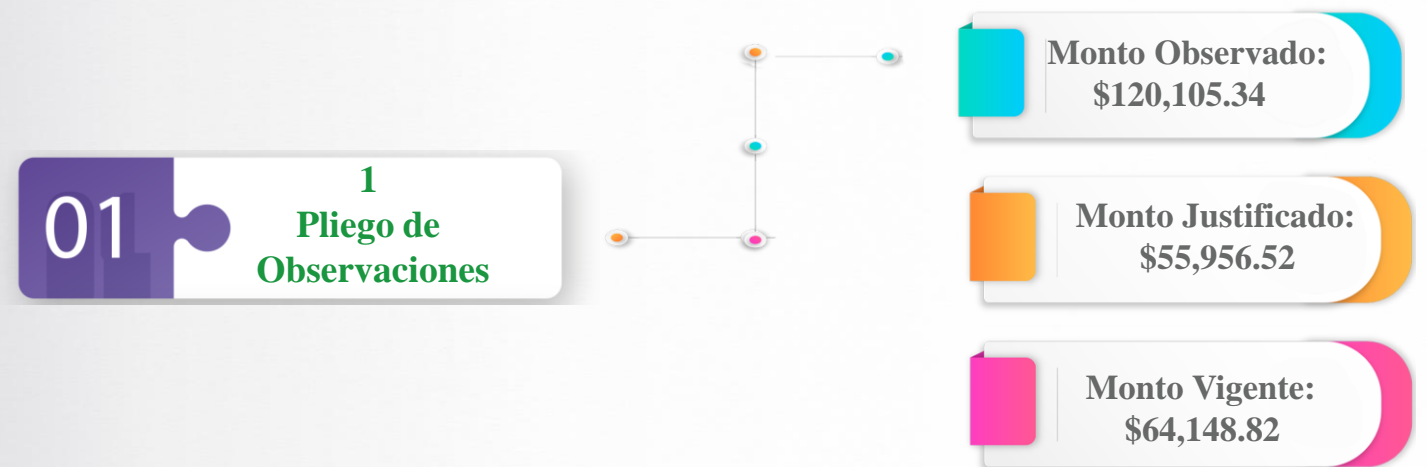 01
1
Pliego de
Observaciones
Monto Observado:
$120,105.34
Monto Justificado:
$55,956.52
Monto Vigente:
$64,148.82